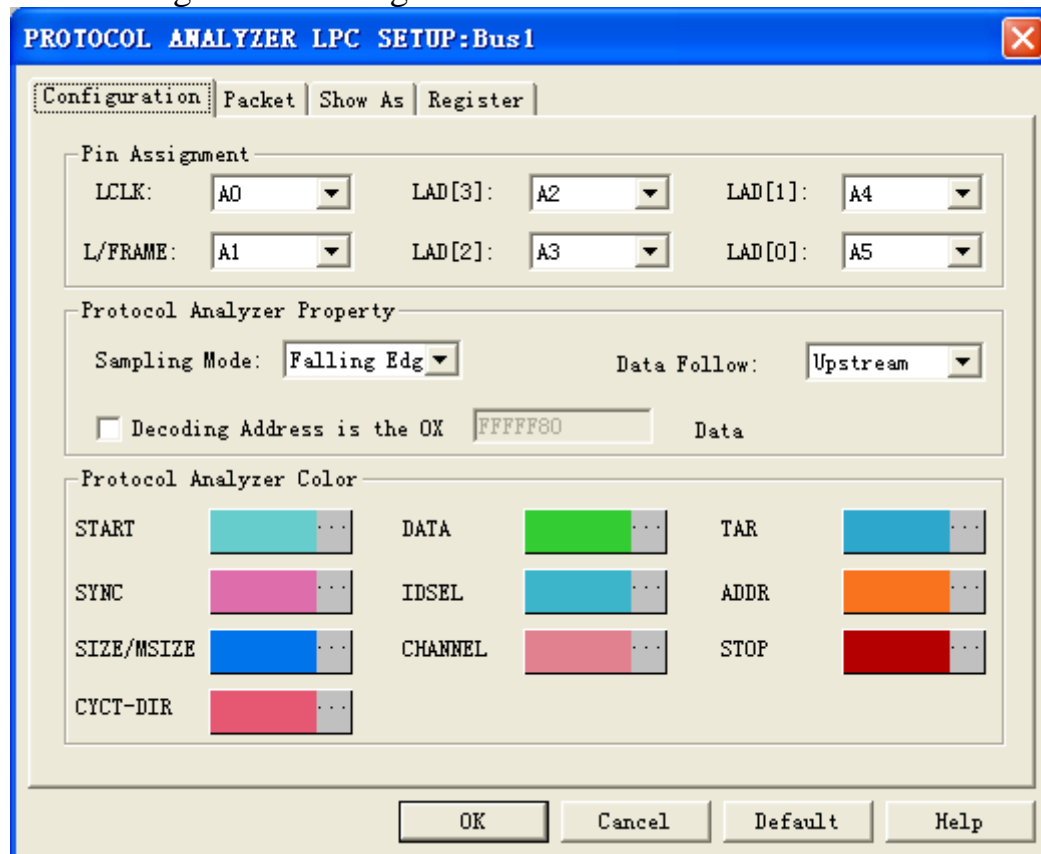 PROTOCOL ANALYZER LPC SETUP:Bus1
Configuration Packet Show As Register
Pin Assignment
LCLK: A0 LAD[3]: A2 LAD[1]: A4
L/FRAME: A1 LAD[2]: A3 LAD[0]: A5
Protocol Analyzer Property
Sampling Mode: Falling Edg Data Follow: Upstream
Decoding Address is the 0X FFFFF80 Data
Protocol Analyzer Color
START ... DATA ... TAR ...
SYNC ... IDSEL ... ADDR ...
SIZE/MSIZE ... CHANNEL ... STOP ...
CYCT-DIR ...
OK Cancel Default Help